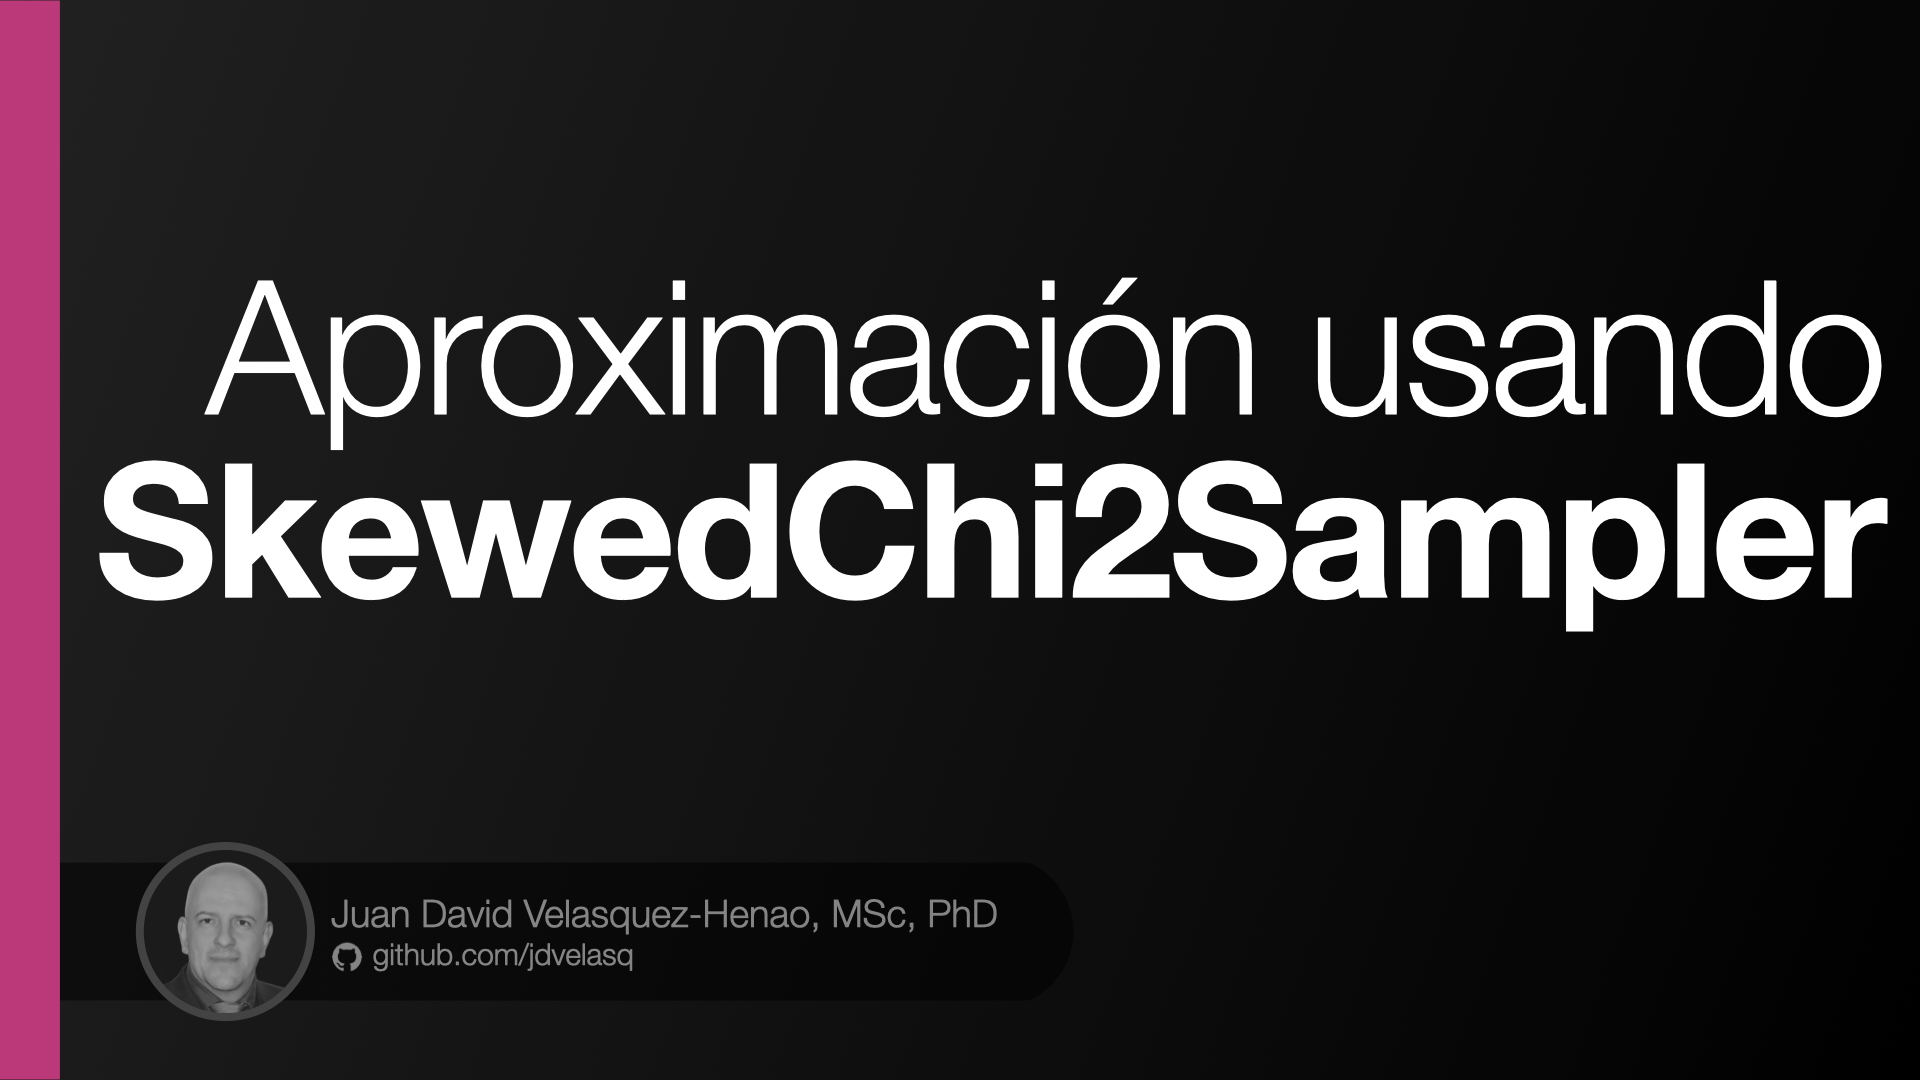 Aproximación usando
SkewedChi2Sampler
Juan David Velasquez-Henao, MSc, PhD
github.com/jdvelasq